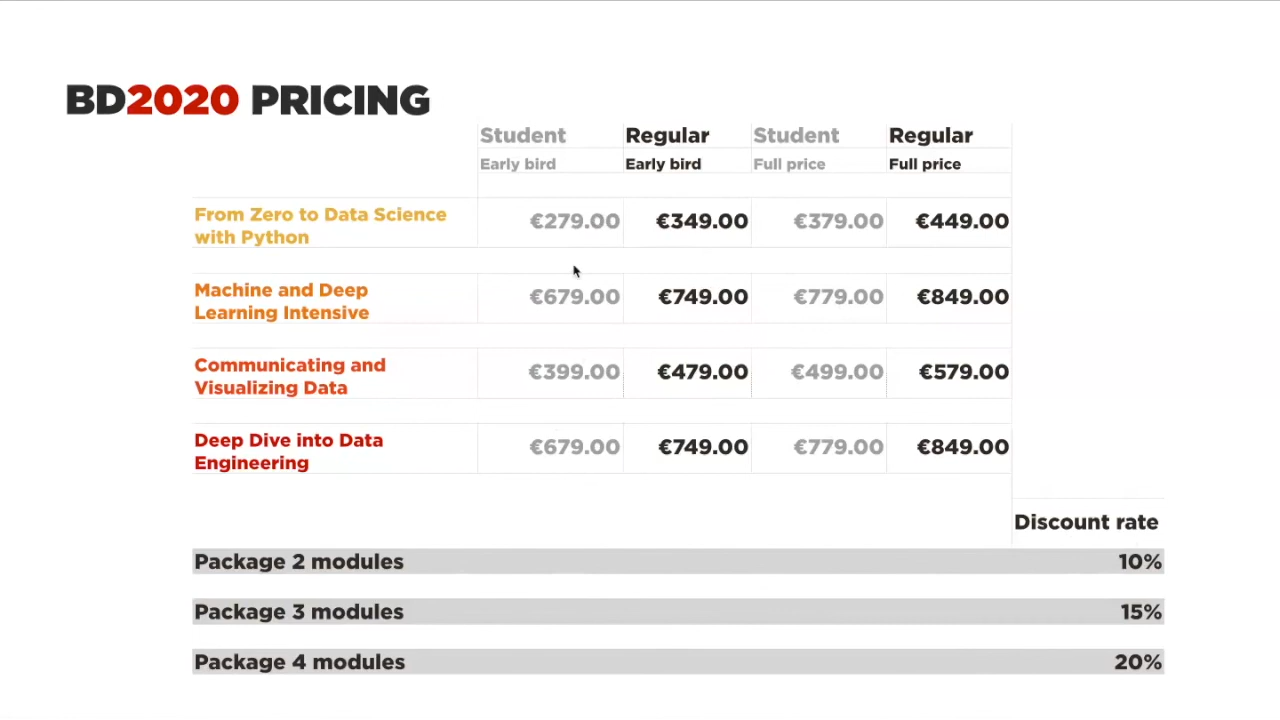 BD2020 PRICING
Student Regular Student Regular
Early bird Early bird Full price Full price
From Zero to Data Science
with Python
€279.00 €349.00 €379.00 €449.00
Machine and Deep
Learning Intensive
€679.00 €749.00 €779.00 €849.00
Communicating and
Visualizing Data
€399.00 €479.00 €499.00 €579.00
Deep Dive into Data
Engineering
€679.00 €749.00 €779.00 €849.00
Discount rate
Package 2 modules 10%
Package 3 modules 15%
Package 4 modules 20%